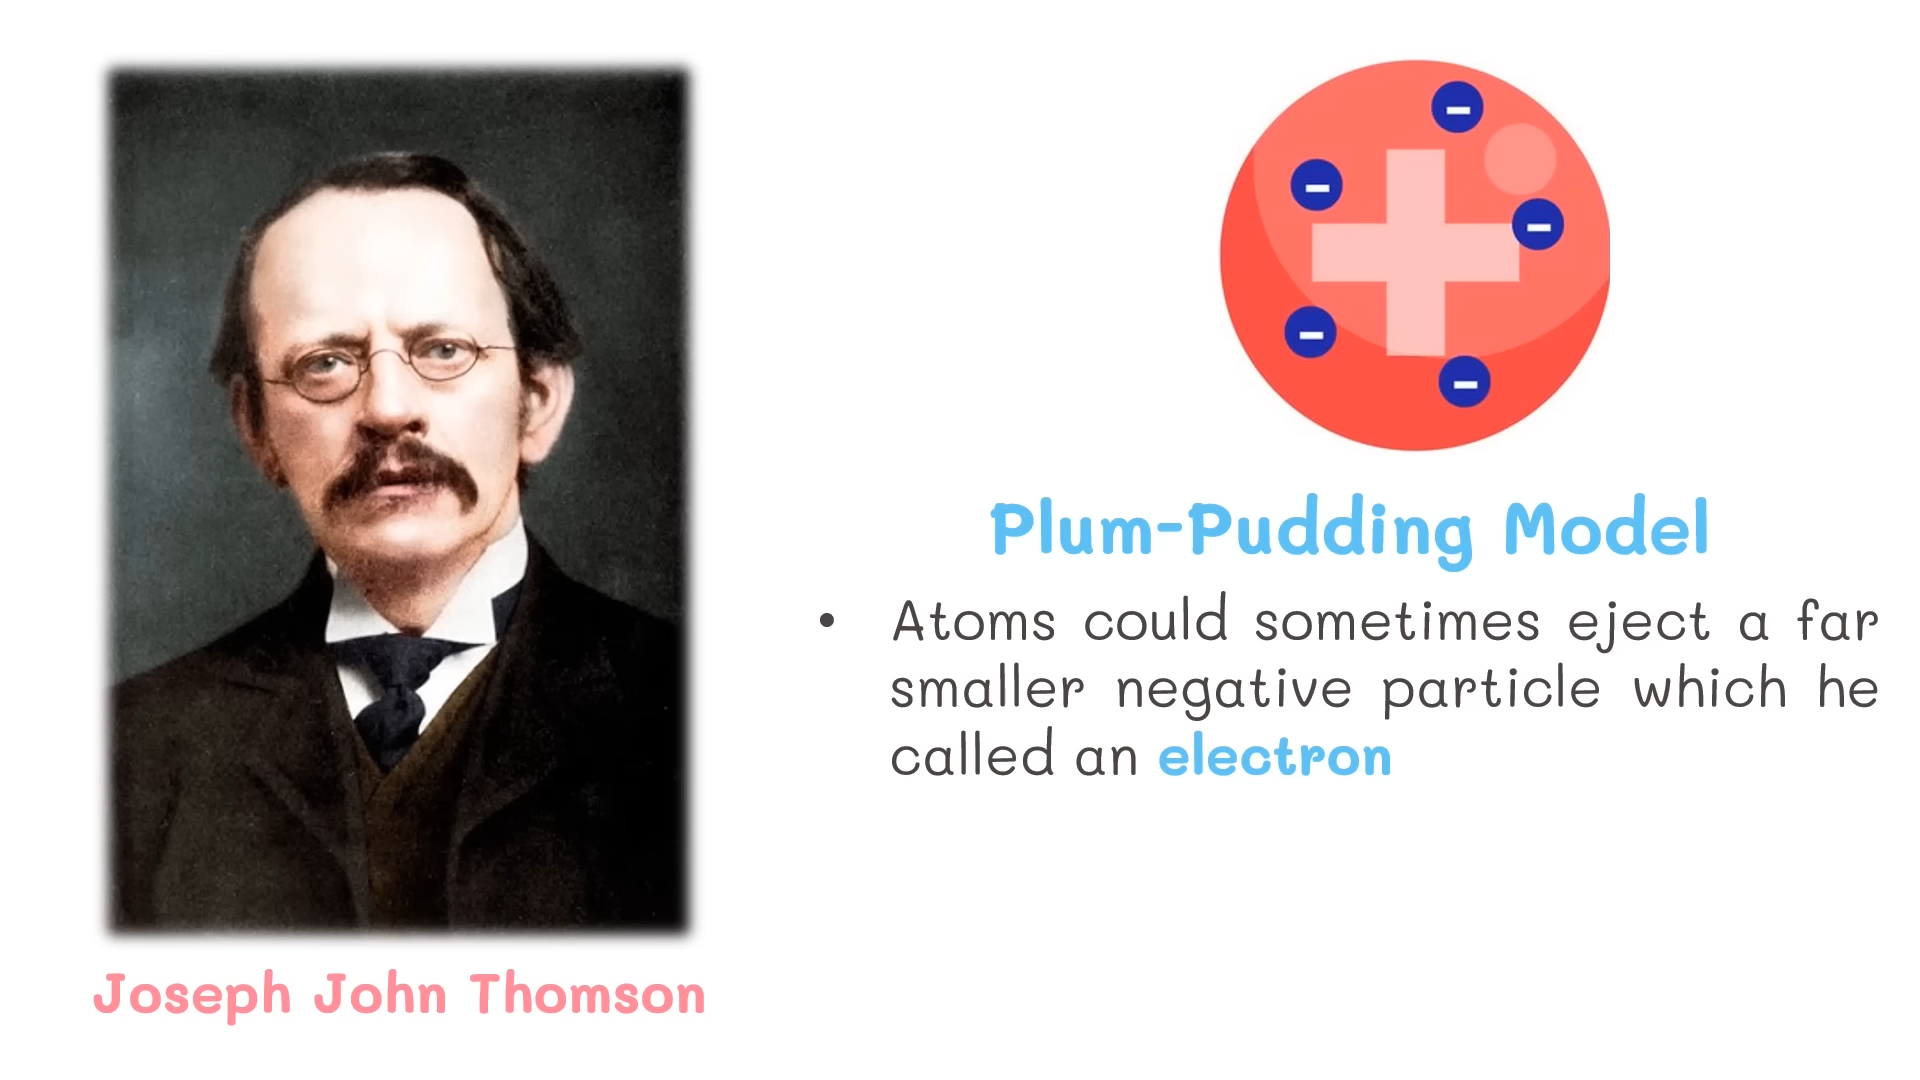 Plum-Pudding Model
• Atoms could sometimes eject a far
smaller negative particle which he
called an electron
Joseph John Thomson